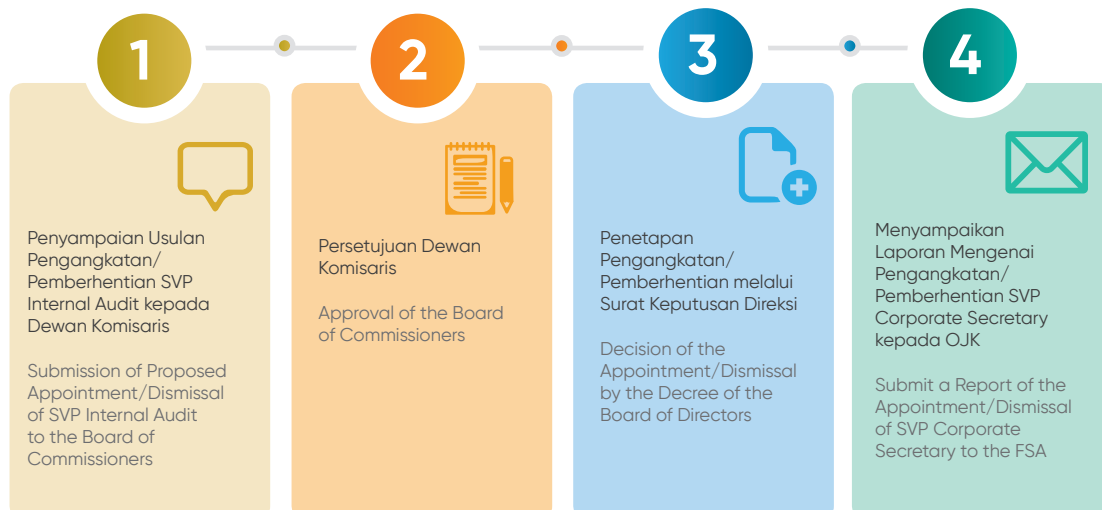 1
Penyampaian Usulan
Pengangkatan/
Pemberhentian SVP
Internal Audit kepada
Dewan Komisaris
Submission of Proposed
Appointment/Dismissal
of SVP Internal Audit
to the Board of
Commissioners
2
Persetujuan Dewan
Komisaris
Approval of the Board
of Commissioners
3
Penetapan
Pengangkatan/
Pemberhentian melalui
Surat Keputusan Direksi
Decision of the
Appointment/Dismissal
by the Decree of the
Board of Directors
4
Menyampaikan
Laporan Mengenai
Pengangkatan/
Pemberhentian SVP
Corporate Secretary
kepada OJK
Submit a Report of the
Appointment/Dismissal
of SVP Corporate
Secretary to the FSA